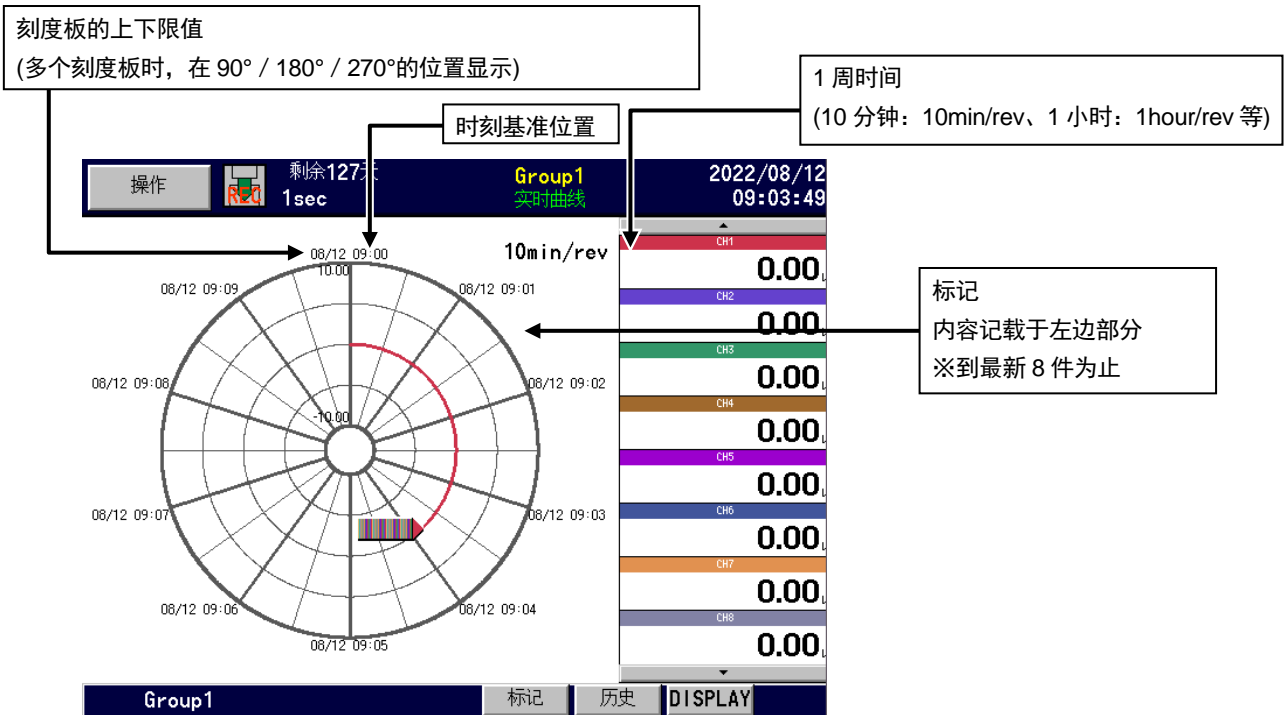 刻度板的上下限值
(多个刻度板时，在 90°／180°／270°的位置显示)
1 周时间
(10 分钟：10min/rev、1 小时：1hour/rev 等)
时刻基准位置
操作
REC
剩余127天
1sec
Group1
实时曲线
2022/08/12
09:03:49
10min/rev
08/12 09:00
10.00
08/12 09:09
08/12 09:01
08/12 09:08
08/12 09:02
-10.00
08/12 09:07
08/12 09:03
08/12 09:06
08/12 09:04
08/12 09:05
CH1
0.00
CH2
0.00
CH3
0.00
CH4
0.00
CH5
0.00
CH6
0.00
CH7
0.00
CH8
0.00
标记
内容记载于左边部分
※到最新 8 件为止
Group1
标记
历史
DISPLAY